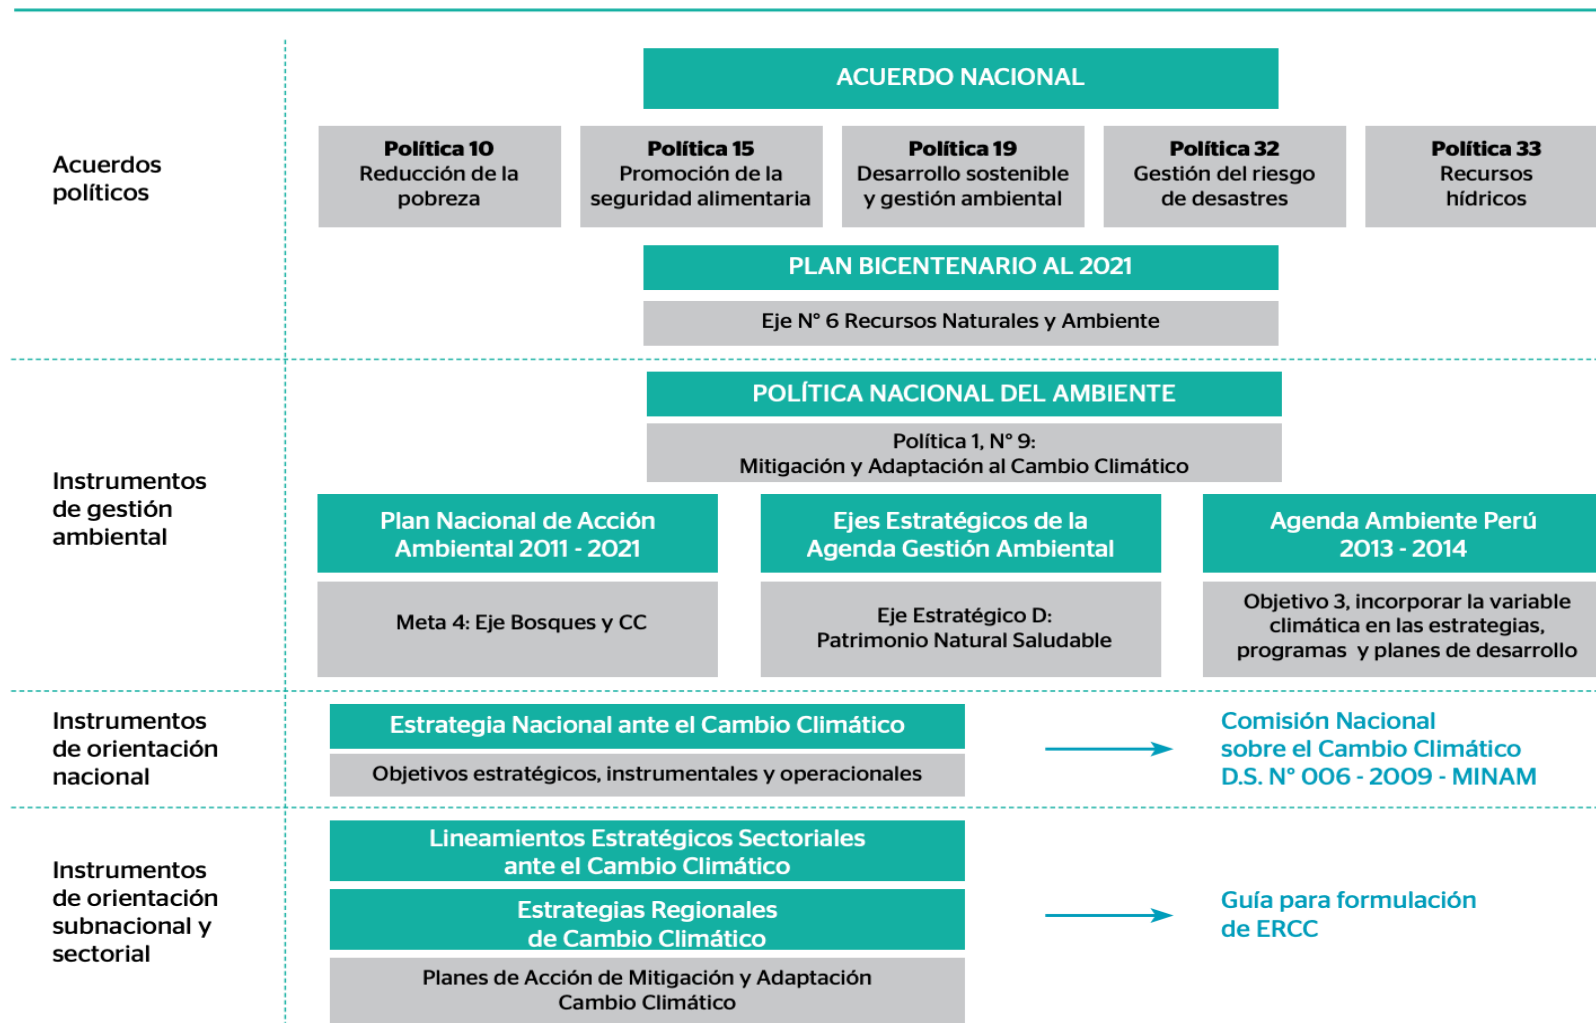 ACUERDO NACIONAL
Acuerdos
políticos
Política 10
Reducción de la
pobreza
Política 15
Promoción de la
seguridad alimentaria
Política 19
Desarrollo sostenible
y gestión ambiental
Política 32
Gestión del riesgo
de desastres
Política 33
Recursos
hídricos
PLAN BICENTENARIO AL 2021
Eje N° 6 Recursos Naturales y Ambiente
Instrumentos
de gestión
ambiental
POLÍTICA NACIONAL DEL AMBIENTE
Política 1, N° 9:
Mitigación y Adaptación al Cambio Climático
Plan Nacional de Acción
Ambiental 2011 - 2021
Meta 4: Eje Bosques y CC
Ejes Estratégicos de la
Agenda Gestión Ambiental
Eje Estratégico D:
Patrimonio Natural Saludable
Agenda Ambiente Perú
2013 - 2014
Objetivo 3, incorporar la variable
climática en las estrategias,
programas y planes de desarrollo
Instrumentos
de orientación
nacional
Estrategia Nacional ante el Cambio Climático
Objetivos estratégicos, instrumentales y operacionales
Comisión Nacional
sobre el Cambio Climático
D.S. N° 006 - 2009 - MINAM
Instrumentos
de orientación
subnacional y
sectorial
Lineamientos Estratégicos Sectoriales
ante el Cambio Climático
Estrategias Regionales
de Cambio Climático
Planes de Acción de Mitigación y Adaptación
Cambio Climático
Guía para formulación
de ERCC